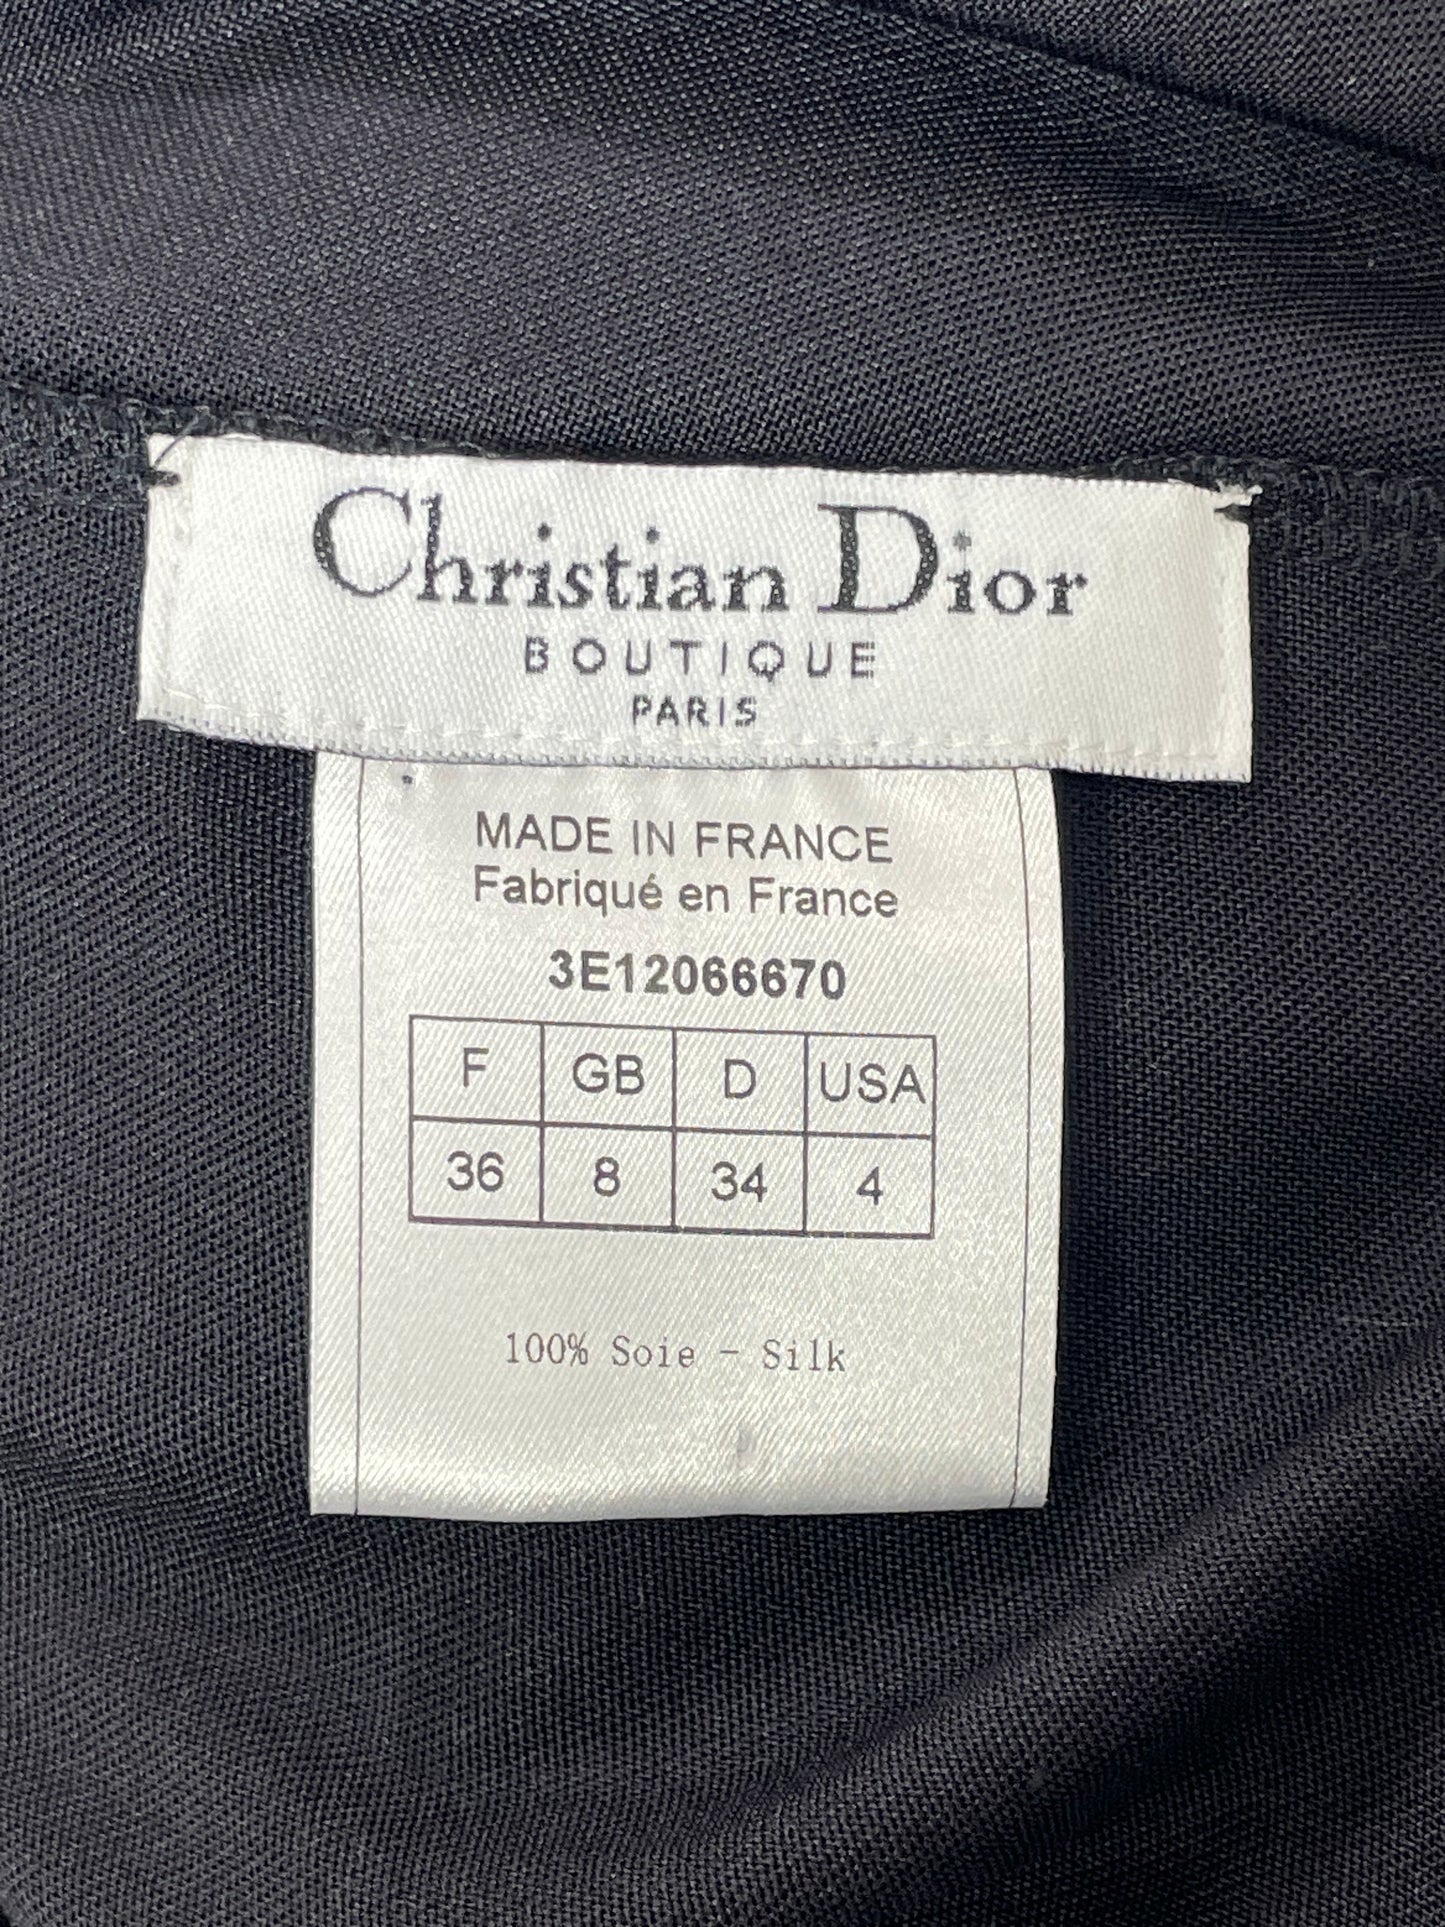 Christian Dior
BOUTIQUE
PARIS
MADE IN FRANCE
Fabriqué en France
3E12066670
F GB D USA
36 8 34 4
100% Soie - Silk